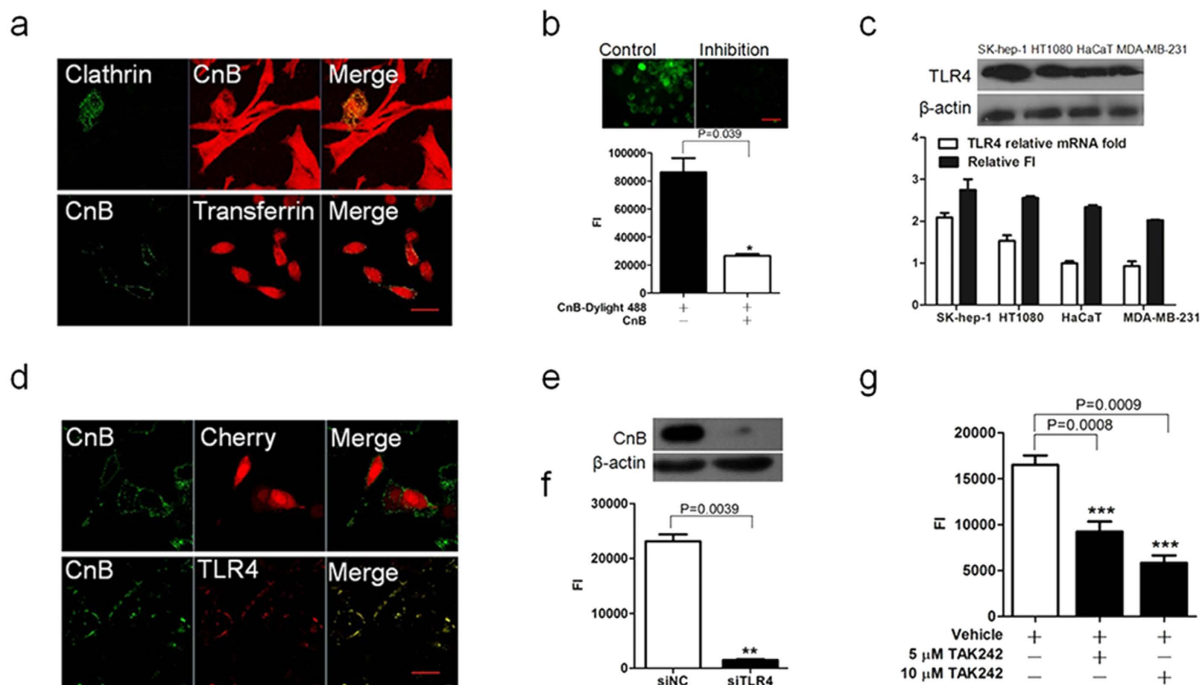 a
Clathrin CnB Merge
CnB Transferrin Merge
b
Control Inhibition
P=0.039
100000
80000
60000
40000
20000
0
FI
*
CnB-Dylight 488 + +
CnB – +
c
SK-hep-1 HT1080 HaCaT MDA-MB-231
TLR4
β-actin
TLR4 relative mRNA fold
Relative FI
3
2
1
0
SK-hep-1 HT1080 HaCaT MDA-MB-231
d
CnB Cherry Merge
CnB TLR4 Merge
e
CnB
β-actin
f
P=0.0039
30000
20000
10000
0
FI
**
siNC siTLR4
g
P=0.0009
P=0.0008
20000
15000
10000
5000
0
FI
***
***
Vehicle + + +
5 μM TAK242 – + –
10 μM TAK242 – – +